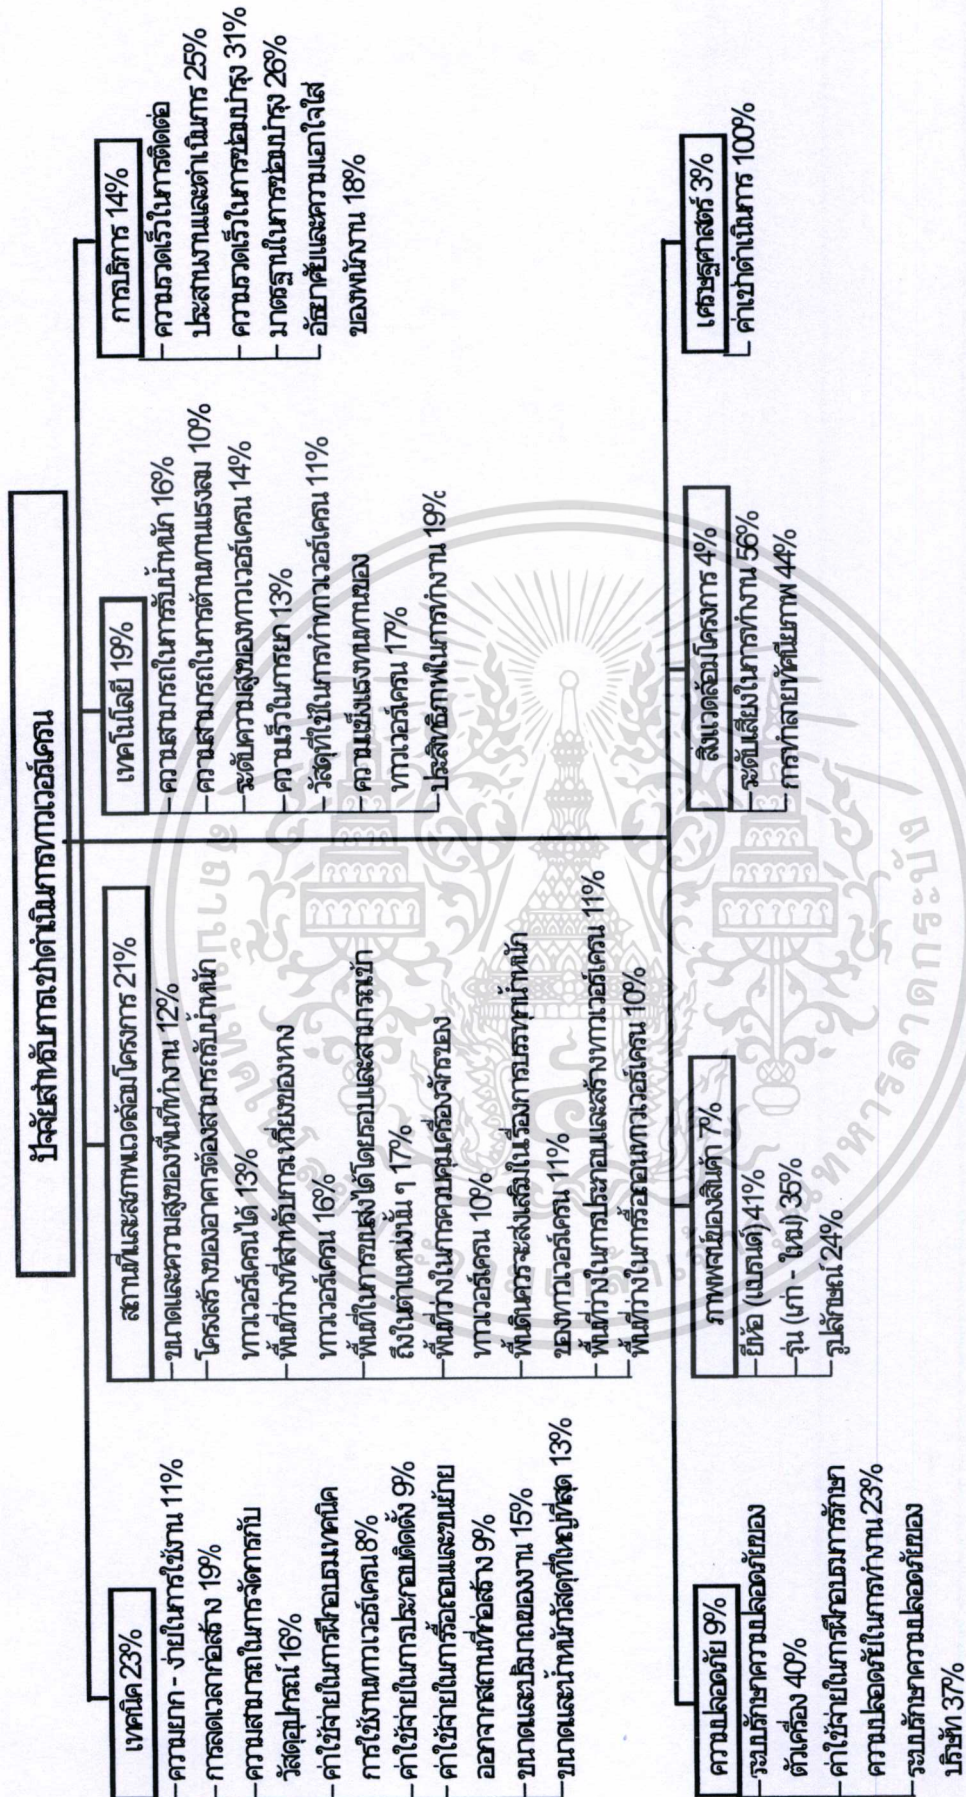 ปัจจัยสำหรับการเช่าดำเนินการทาวเวอร์เครน
เทคนิค 23%
ความยาก - ง่ายในการใช้งาน 11%
การลดเวลาก่อสร้าง 19%
ความสามารถในการจัดการกับ
วัสดุอุปกรณ์ 16%
ค่าใช้จ่ายในการฝึกอบรมเทคนิค
การใช้งานทาวเวอร์เครน 8%
ค่าใช้จ่ายในการประกอบติดตั้ง 9%
ค่าใช้จ่ายในการรื้อถอนและขนย้าย
ออกจากสถานที่ก่อสร้าง 9%
ขนาดและปริมาณของงาน 15%
ขนาดและน้ำหนักวัสดุที่ใหญ่ที่สุด 13%
สถานที่และสภาพแวดล้อมโครงการ 21%
ขนาดและความสูงของพื้นที่ทำงาน 12%
โครงสร้างของอาคารต้องสามารถรับน้ำหนัก
ทาวเวอร์เครนได้ 13%
พื้นที่ว่างที่สำหรับการเหวี่ยงของหาง
ทาวเวอร์เครน 16%
พื้นที่ในการขนส่งได้โดยรอบและสามารถเข้า
ถึงในตำแหน่งนั้น ๆ 17%
พื้นที่ว่างในการควบคุมเครื่องจักรของ
ทาวเวอร์เครน 10%
พื้นดินควรจะส่งเสริมในเรื่องการบรรทุกน้ำหนัก
ของทาวเวอร์เครน 11%
พื้นที่ว่างในการประกอบและสร้างทาวเวอร์เครน 11%
พื้นที่ว่างในการรื้อถอนทาวเวอร์เครน 10%
เทคโนโลยี 19%
ความสามารถในการรับน้ำหนัก 16%
ความสามารถในการต้านทานแรงลม 10%
ระดับความสูงของทาวเวอร์เครน 14%
ความเร็วในการยก 13%
วัสดุที่ใช้ในการทำทาวเวอร์เครน 11%
ความแข็งแรงทนทานของ
ทาวเวอร์เครน 17%
ประสิทธิภาพในการทำงาน 19%
การบริการ 14%
ความรวดเร็วในการติดต่อ
ประสานงานและดำเนินการ 25%
ความรวดเร็วในการซ่อมบำรุง 31%
มาตรฐานในการซ่อมบำรุง 26%
อัธยาศัยและความเอาใจใส่
ของพนักงาน 18%
ความปลอดภัย 9%
ระบบรักษาความปลอดภัยของ
ตัวเครื่อง 40%
ค่าใช้จ่ายในการฝึกอบรมการรักษา
ความปลอดภัยในการทำงาน 23%
ระบบรักษาความปลอดภัยของ
บริษัท 37%
ภาพพจน์ของสินค้า 7%
ยี่ห้อ (แบรนด์) 41%
รุ่น (เก่า - ใหม่) 35%
รูปลักษณ์ 24%
สิ่งแวดล้อมโครงการ 4%
ระดับเสียงในการทำงาน 56%
การทำลายทัศนียภาพ 44%
เศรษฐศาสตร์ 3%
ค่าเช่าดำเนินการ 100%